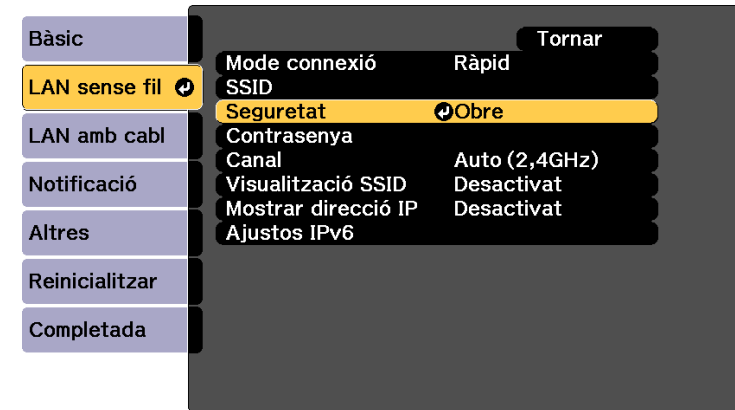 Bàsic
LAN sense fil
LAN amb cabl
Notificació
Altres
Reinicialitzar
Completada
Tornar
Mode connexió Ràpid
SSID
Seguretat Obre
Contrasenya
Canal Auto (2,4GHz)
Visualització SSID Desactivat
Mostrar direcció IP Desactivat
Ajustos IPv6